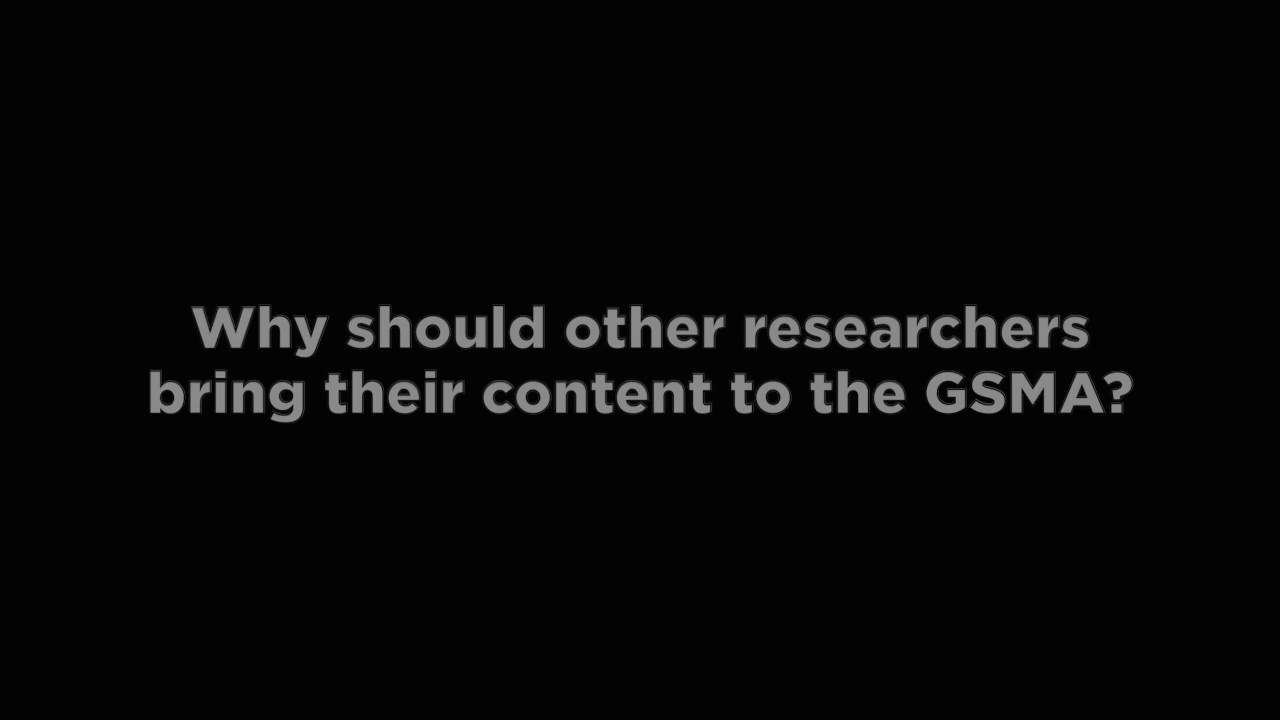 Why should other researchers
bring their content to the GSMA?